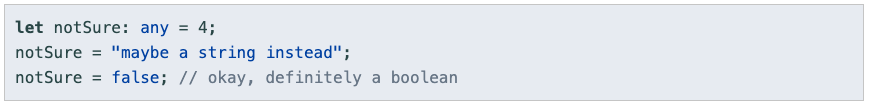 let notSure: any = 4;
notSure = "maybe a string instead";
notSure = false; // okay, definitely a boolean